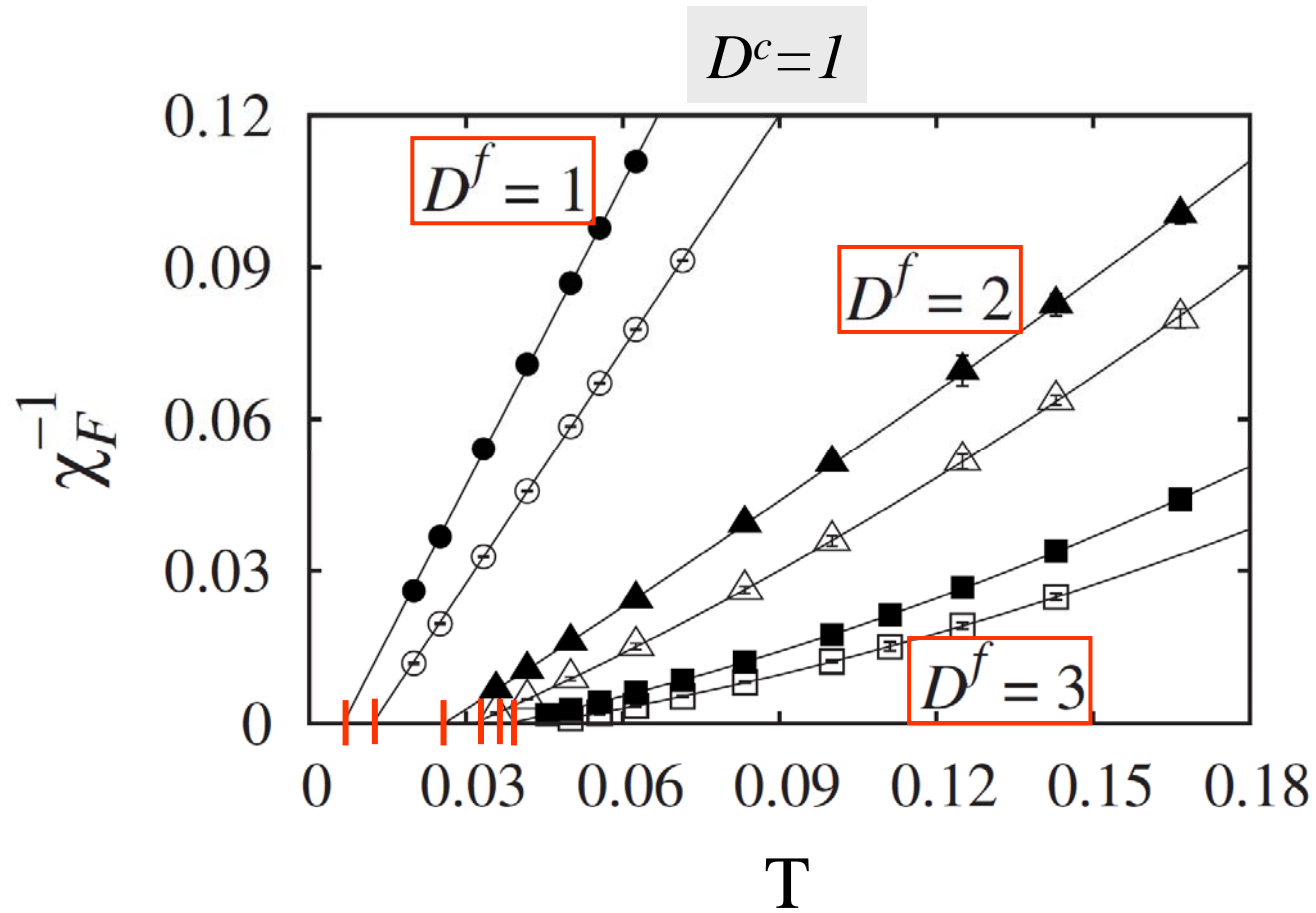 D^c=1
0.12
D^f = 1
0.09
D^f = 2
χ_F^{-1}
0.06
0.03
D^f = 3
0
0 0.03 0.06 0.09 0.12 0.15 0.18
T